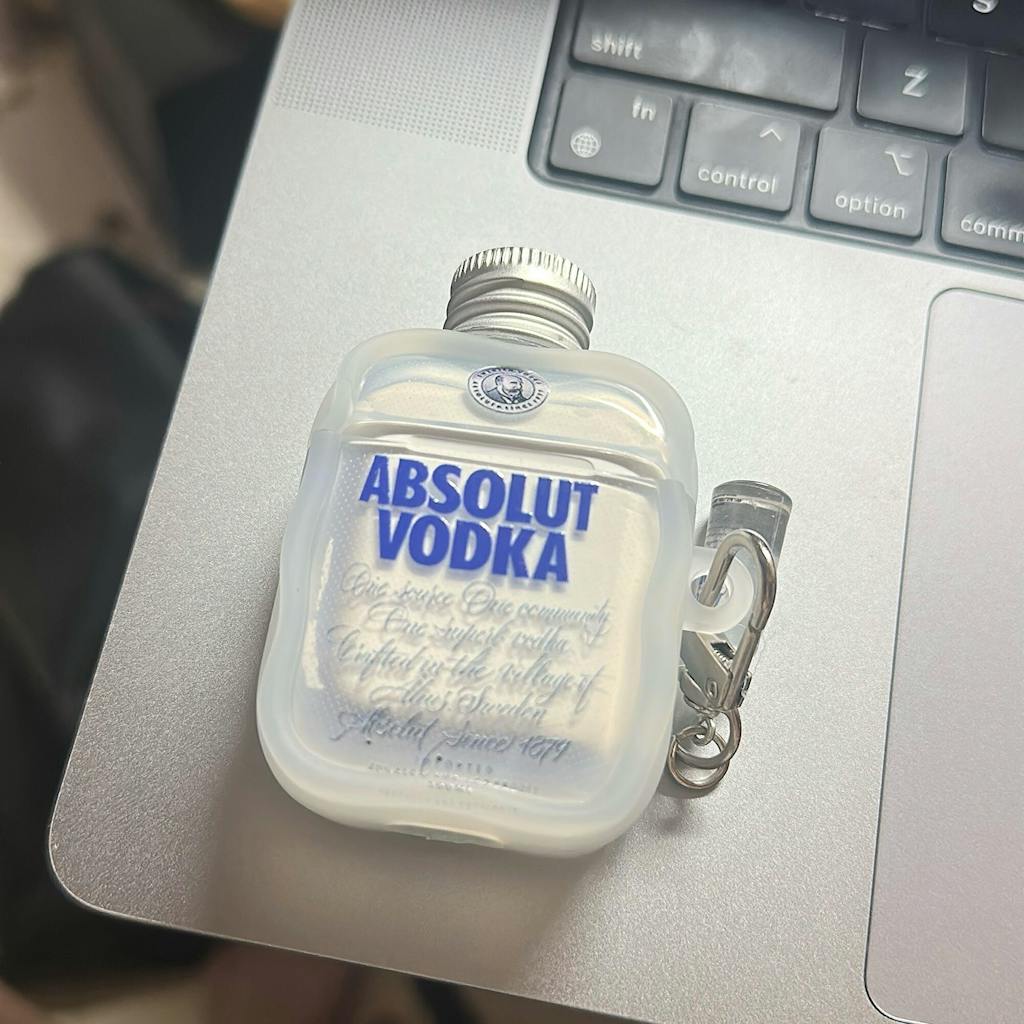 shift
Z
fn
control
option
comm
ABSOLUT
VODKA
One source One community
One superb vodka
Crafted in the village of
Åhus Sweden
Absolut Since 1879